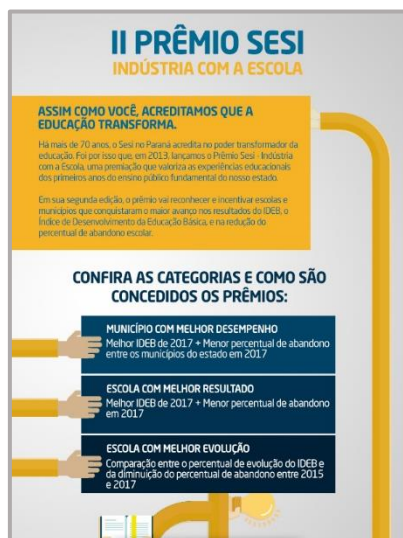 II PRÊMIO SESI
INDÚSTRIA COM A ESCOLA
ASSIM COMO VOCÊ, ACREDITAMOS QUE A
EDUCAÇÃO TRANSFORMA.
Há mais de 70 anos, o Sesi no Paraná acredita no poder transformador da
educação. Foi por isso que, em 2013, lançamos o Prêmio Sesi - Indústria
com a Escola, uma premiação que valoriza as experiências educacionais
dos primeiros anos do ensino público fundamental do nosso estado.
Em sua segunda edição, o prêmio vai reconhecer e incentivar escolas e
municípios que conquistaram o maior avanço nos resultados do IDEB, o
Índice de Desenvolvimento da Educação Básica, e na redução do
percentual de abandono escolar.
CONFIRA AS CATEGORIAS E COMO SÃO
CONCEDIDOS OS PRÊMIOS:
MUNICÍPIO COM MELHOR DESEMPENHO
Melhor IDEB de 2017 + Menor percentual de abandono
entre os municípios do estado em 2017
ESCOLA COM MELHOR RESULTADO
Melhor IDEB de 2017 + Menor percentual de abandono
em 2017
ESCOLA COM MELHOR EVOLUÇÃO
Comparação entre o percentual de evolução do IDEB e
da diminuição do percentual de abandono entre 2015
e 2017